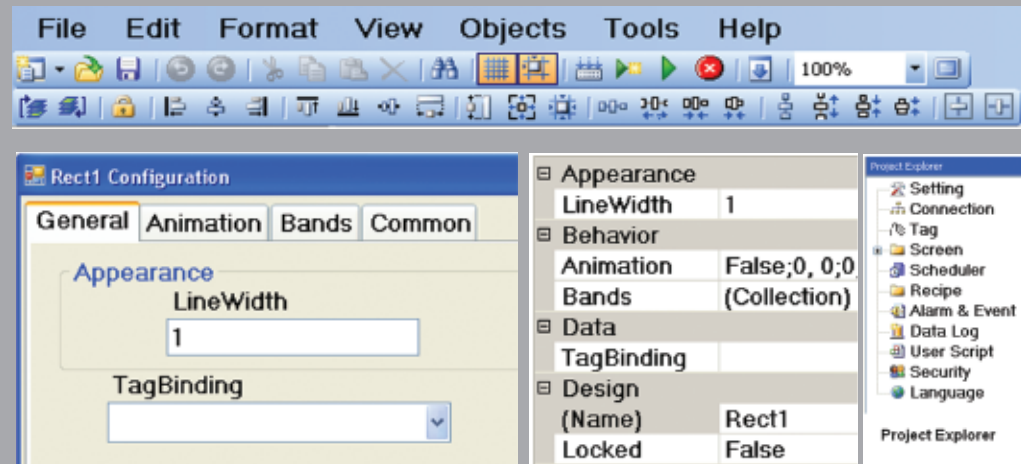 File Edit Format View Objects Tools Help
100%
Rect1 Configuration
General Animation Bands Common
Appearance
LineWidth
1
TagBinding
Appearance
LineWidth 1
Behavior
Animation False;0, 0;0
Bands (Collection)
Data
TagBinding
Design
(Name) Rect1
Locked False
Project Explorer
Setting
Connection
Tag
Screen
Scheduler
Recipe
Alarm & Event
Data Log
User Script
Security
Language
Project Explorer